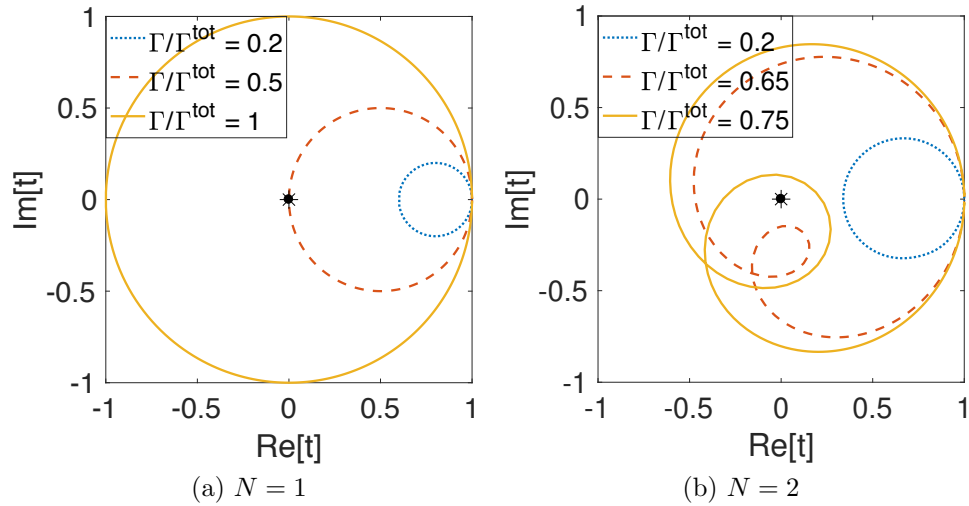 1
0.5
0
-0.5
-1
Im[t]
Γ/Γ^tot = 0.2
Γ/Γ^tot = 0.5
Γ/Γ^tot = 1
-1 -0.5 0 0.5 1
Re[t]
(a) N = 1
1
0.5
0
-0.5
-1
Im[t]
Γ/Γ^tot = 0.2
Γ/Γ^tot = 0.65
Γ/Γ^tot = 0.75
-1 -0.5 0 0.5 1
Re[t]
(b) N = 2